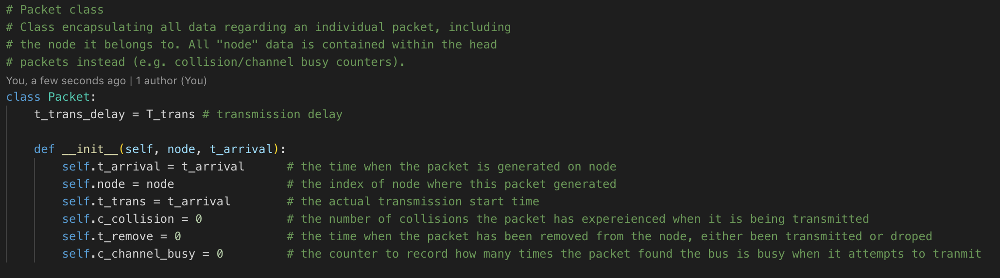 # Packet class
# Class encapsulating all data regarding an individual packet, including
# the node it belongs to. All "node" data is contained within the head
# packets instead (e.g. collision/channel busy counters).
You, a few seconds ago | 1 author (You)
class Packet:
    t_trans_delay = T_trans # transmission delay

    def __init__(self, node, t_arrival):
        self.t_arrival = t_arrival      # the time when the packet is generated on node
        self.node = node                # the index of node where this packet generated
        self.t_trans = t_arrival        # the actual transmission start time
        self.c_collision = 0            # the number of collisions the packet has expereienced when it is being transmitted
        self.t_remove = 0               # the time when the packet has been removed from the node, either been transmitted or droped
        self.c_channel_busy = 0         # the counter to record how many times the packet found the bus is busy when it attempts to tranmit